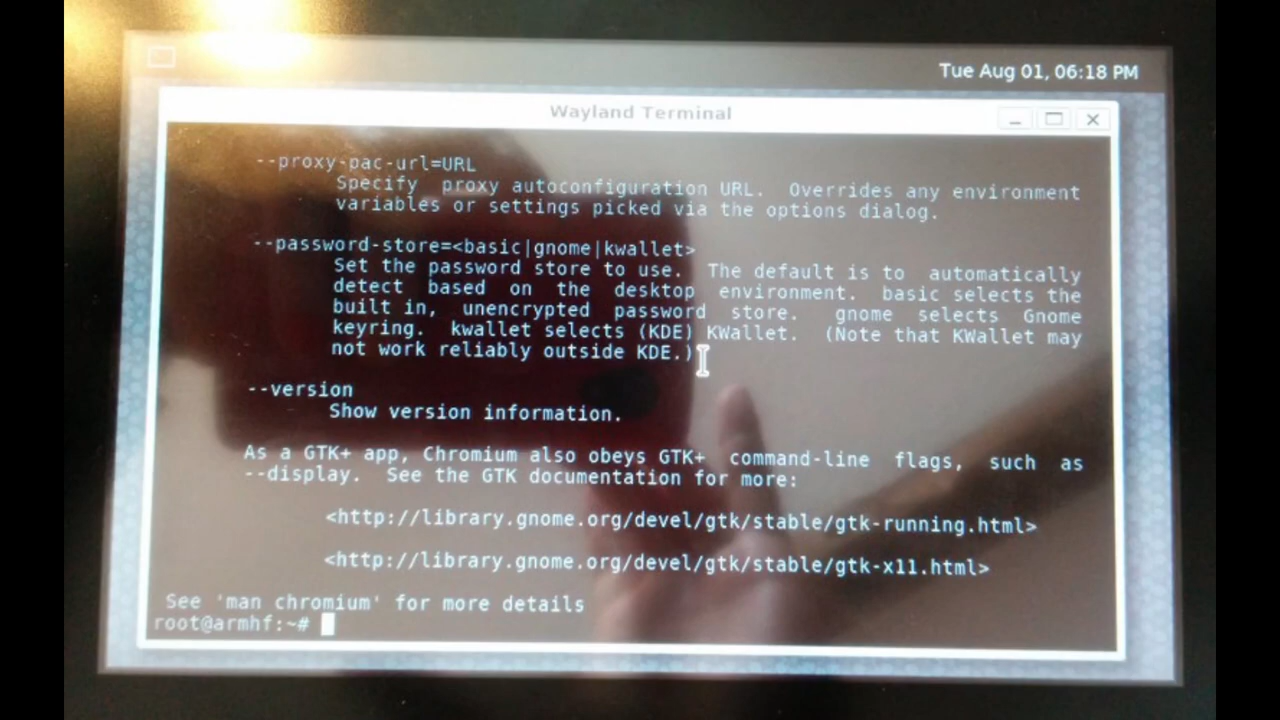 Tue Aug 01, 06:18 PM
Wayland Terminal
--proxy-pac-url=URL
Specify proxy autoconfiguration URL. Overrides any environment
variables or settings picked via the options dialog.
--password-store=<basic|gnome|kwallet>
Set the password store to use. The default is to automatically
detect based on the desktop environment. basic selects the
built in, unencrypted password store. gnome selects Gnome
keyring. kwallet selects (KDE) KWallet. (Note that KWallet may
not work reliably outside KDE.)
--version
Show version information.
As a GTK+ app, Chromium also obeys GTK+ command-line flags, such as
--display. See the GTK documentation for more:
<http://library.gnome.org/devel/gtk/stable/gtk-running.html>
<http://library.gnome.org/devel/gtk/stable/gtk-x11.html>
See 'man chromium' for more details
root@armhf:~#